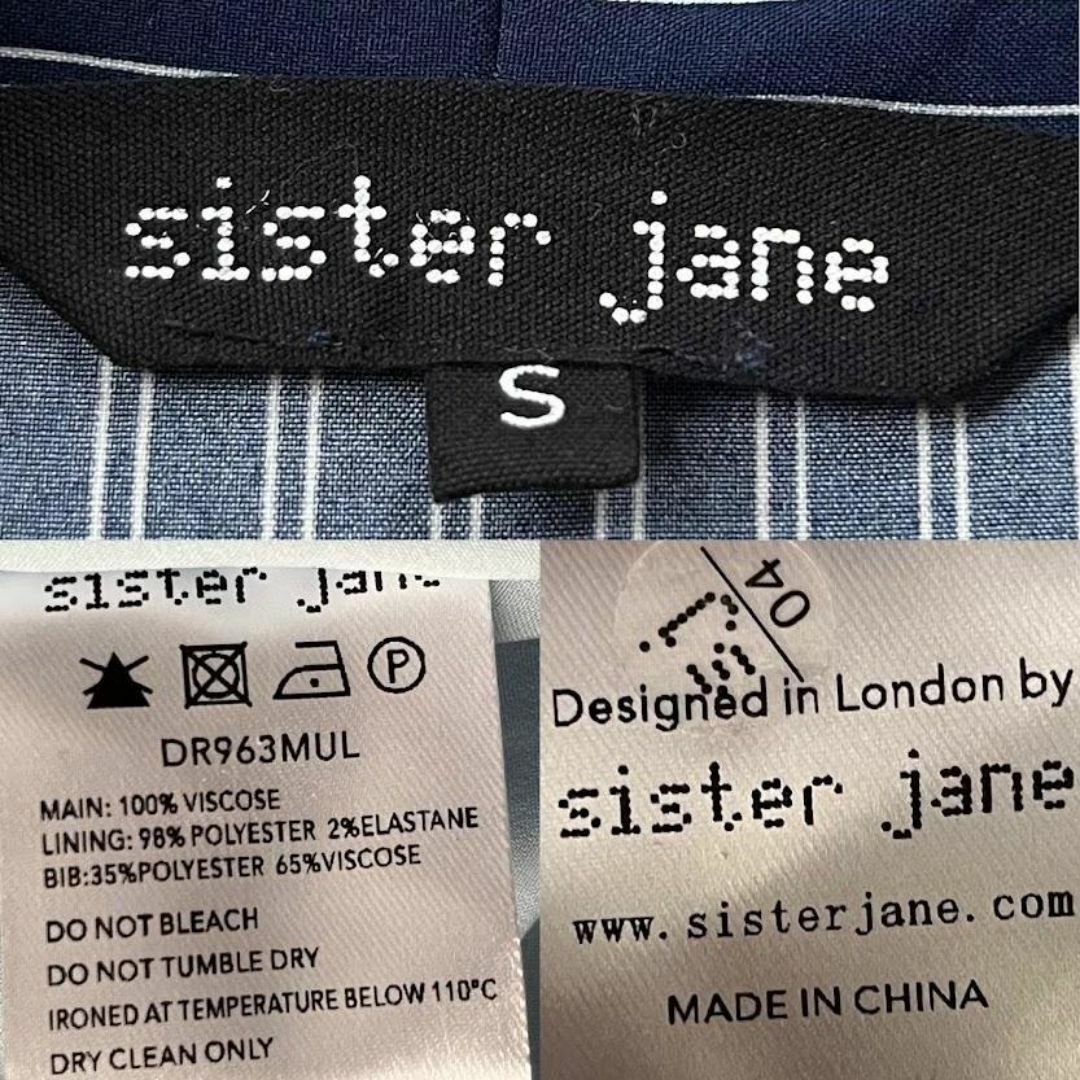 sister jane
S
sister jane
P
DR963MUL
MAIN: 100% VISCOSE
LINING: 98% POLYESTER 2%ELASTANE
BIB:35%POLYESTER 65%VISCOSE
DO NOT BLEACH
DO NOT TUMBLE DRY
IRONED AT TEMPERATURE BELOW 110°C
DRY CLEAN ONLY
04
Designed in London by
sister jane
www.sisterjane.com
MADE IN CHINA